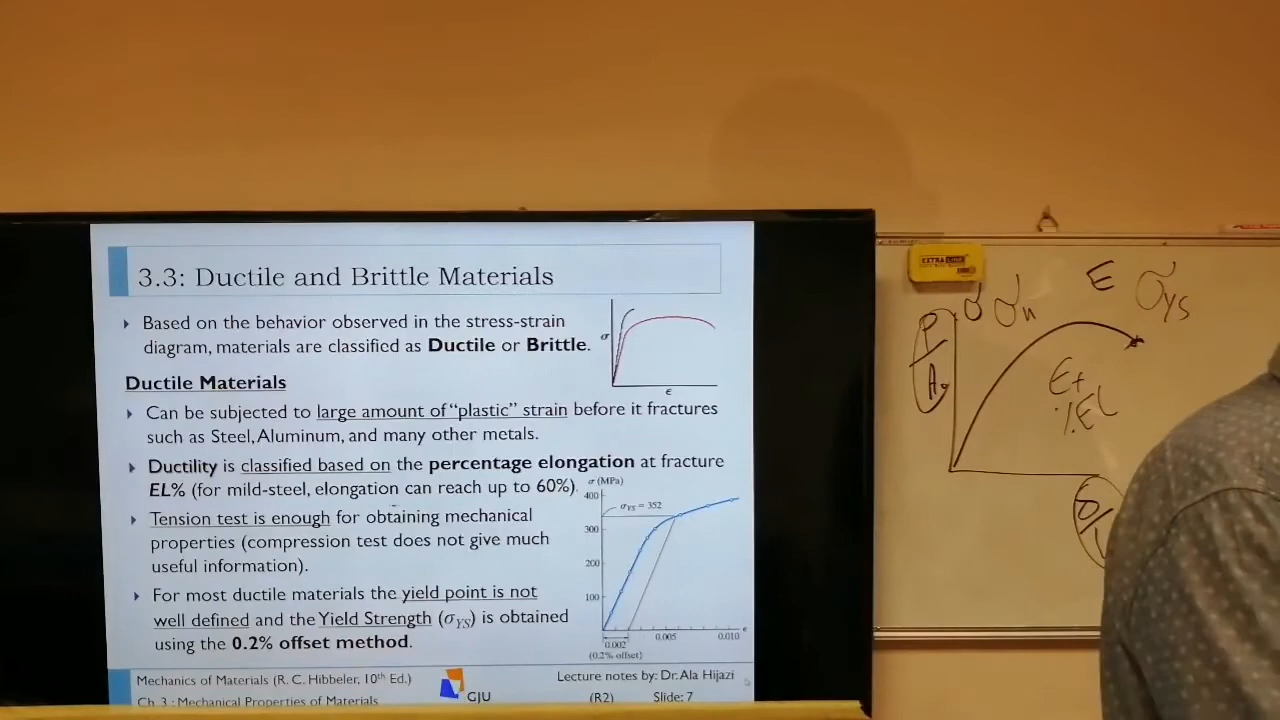 3.3: Ductile and Brittle Materials
Based on the behavior observed in the stress-strain
diagram, materials are classified as Ductile or Brittle.
σ
ϵ
Ductile Materials
Can be subjected to large amount of "plastic" strain before it fractures
such as Steel, Aluminum, and many other metals.
Ductility is classified based on the percentage elongation at fracture
EL% (for mild-steel, elongation can reach up to 60%).
Tension test is enough for obtaining mechanical
properties (compression test does not give much
useful information).
For most ductile materials the yield point is not
well defined and the Yield Strength (σYS) is obtained
using the 0.2% offset method.
σ (MPa)
400
σYS = 352
300
200
100
0.002
0.005
0.010
ϵ
(0.2% offset)
Mechanics of Materials (R. C. Hibbeler, 10th Ed.)
Ch. 3 : Mechanical Properties of Materials
GJU
Lecture notes by: Dr. Ala Hijazi
(R2)
Slide: 7
EXTRA
P
A
σ
σu
E
σYS
%EL
δ